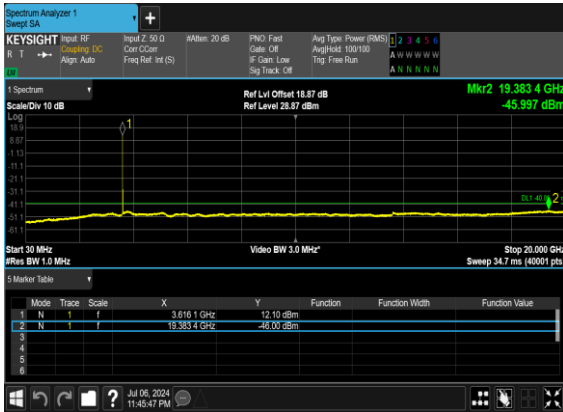 Spectrum Analyzer 1
Swept SA
+
KEYSIGHT
R T
Input: RF
Coupling: DC
Align: Auto
Input Z: 50 Ω
Corr CCorr
Freq Ref: Int (S)
#Atten: 20 dB
PNO: Fast
Gate: Off
IF Gain: Low
Sig Track: Off
Avg Type: Power (RMS)
Avg|Hold: 100/100
Trig: Free Run
1 2 3 4 5 6
A W W W W W
A N N N N N
1 Spectrum
Scale/Div 10 dB
Ref Lvl Offset 18.87 dB
Ref Level 28.87 dBm
Mkr2 19.383 4 GHz
-45.997 dBm
Log
18.9
8.87
-1.13
-11.1
-21.1
-31.1
-41.1
-51.1
-61.1
1
2
Start 30 MHz
#Res BW 1.0 MHz
Video BW 3.0 MHz*
Stop 20.000 GHz
Sweep 34.7 ms (40001 pts
5 Marker Table
Mode Trace Scale X Y Function Function Width Function Value
1 N 1 f 3.616 1 GHz 12.10 dBm
2 N 1 f 19.383 4 GHz -46.00 dBm
3
4
5
6
?
Jul 06, 2024
11:45:47 PM